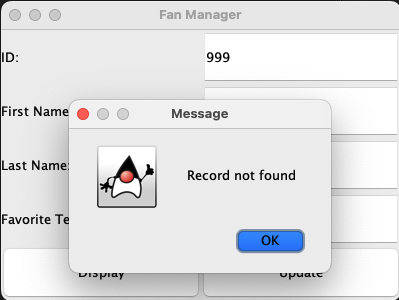 Fan Manager
ID:
999
First Name
Message
Record not found
Last Name:
Favorite Te
OK
Display
Update